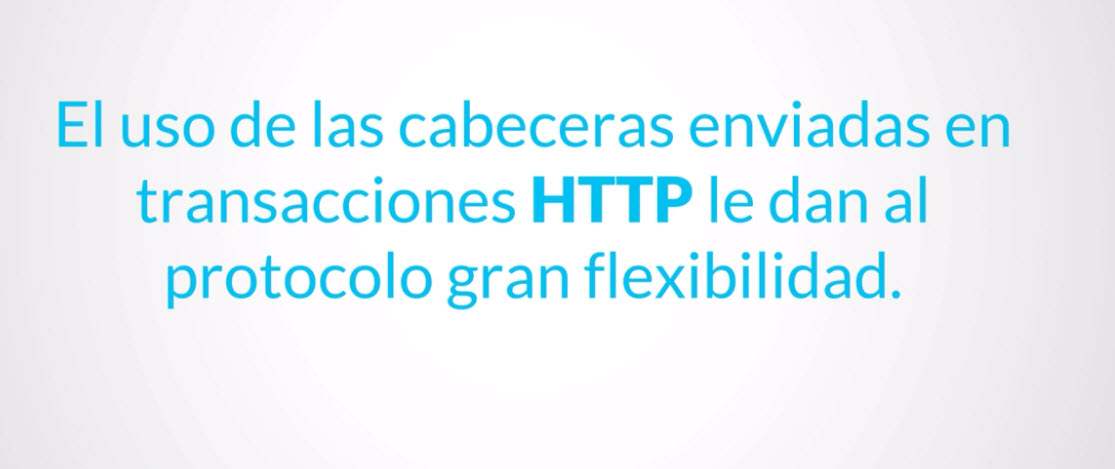 El uso de las cabeceras enviadas en
transacciones HTTP le dan al
protocolo gran flexibilidad.